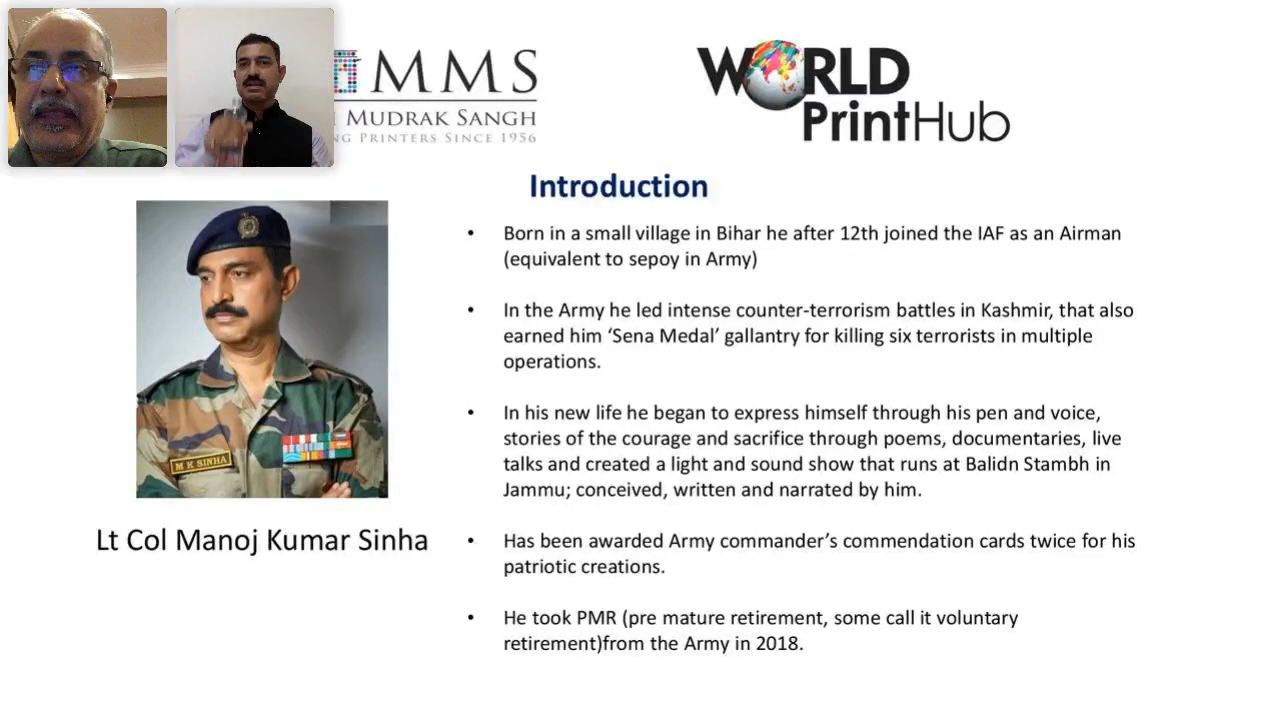 MMS
MUDRAK SANGH
PRINTERS SINCE 1956
WORLD
PrintHub
Introduction
• Born in a small village in Bihar he after 12th joined the IAF as an Airman
(equivalent to sepoy in Army)
• In the Army he led intense counter-terrorism battles in Kashmir, that also
earned him ‘Sena Medal’ gallantry for killing six terrorists in multiple
operations.
• In his new life he began to express himself through his pen and voice,
stories of the courage and sacrifice through poems, documentaries, live
talks and created a light and sound show that runs at Balidn Stambh in
Jammu; conceived, written and narrated by him.
• Has been awarded Army commander’s commendation cards twice for his
patriotic creations.
• He took PMR (pre mature retirement, some call it voluntary
retirement)from the Army in 2018.
M K SINHA
Lt Col Manoj Kumar Sinha